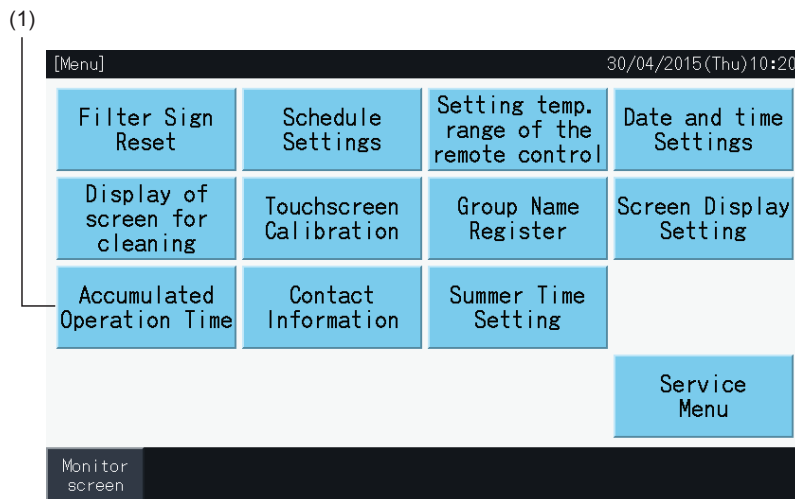 (1)
[Menu] 30/04/2015(Thu)10:20
Filter Sign
Reset
Schedule
Settings
Setting temp.
range of the
remote control
Date and time
Settings
Display of
screen for
cleaning
Touchscreen
Calibration
Group Name
Register
Screen Display
Setting
Accumulated
Operation Time
Contact
Information
Summer Time
Setting
Service
Menu
Monitor
screen